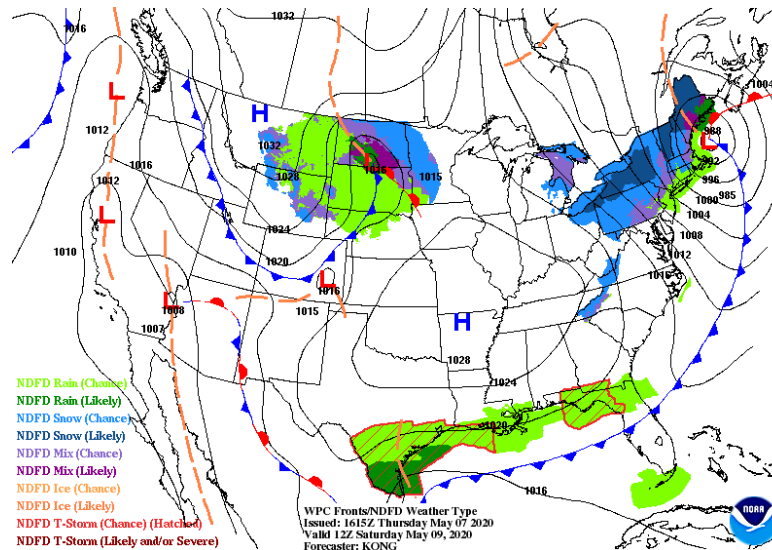 1016
1032
1004
L
H
L
1012
988
1032
L
1016
992
1016
1028
1015
996
1012
985
1000
L
1004
1010
1024
1008
1012
1020
1016
L
1016
L
1008
1015
H
1007
1028
NDFD Rain (Chance)
1024
NDFD Rain (Likely)
NDFD Snow (Chance)
1020
NDFD Snow (Likely)
NDFD Mix (Chance)
NDFD Mix (Likely)
NDFD Ice (Chance)
1016
NDFD Ice (Likely)
NDFD T-Storm (Chance) (Hatched)
NDFD T-Storm (Likely and/or Severe)
WPC Fronts/NDFD Weather Type
Issued: 1615Z Thursday May 07 2020
Valid 12Z Saturday May 09, 2020
Forecaster: KONG
NOAA